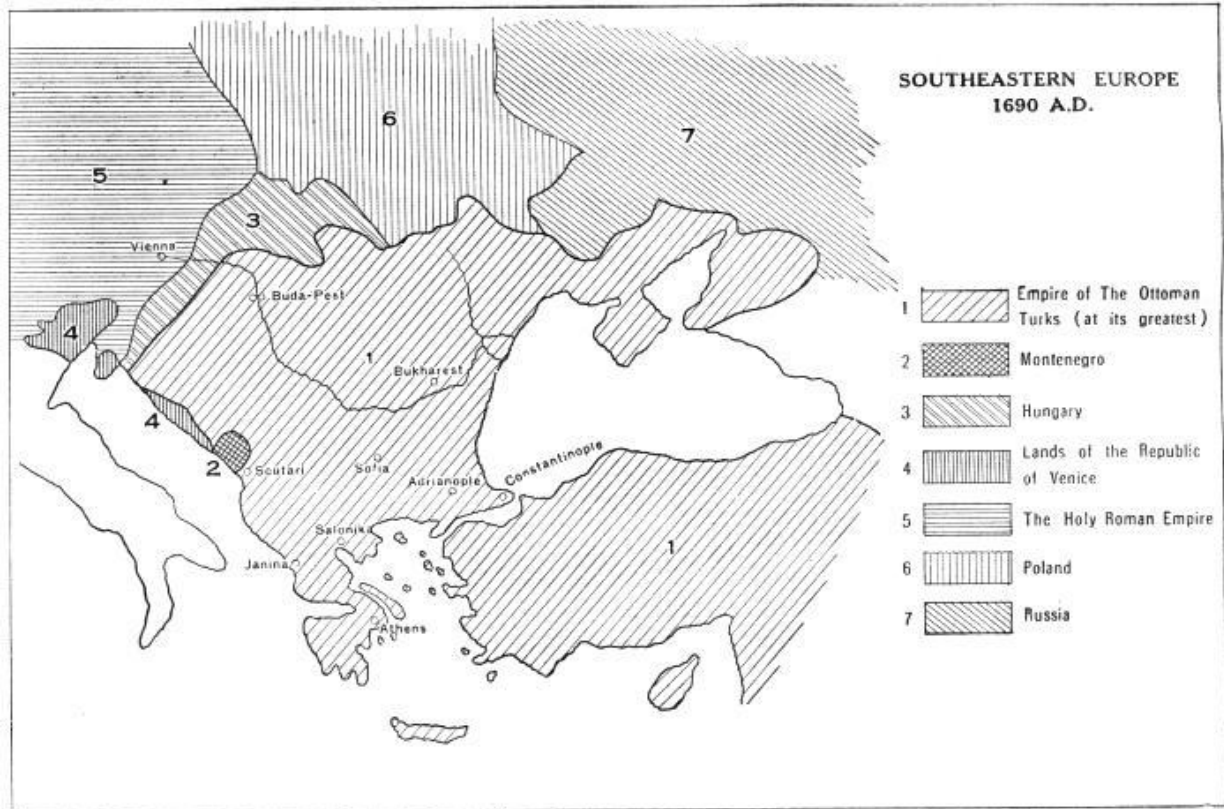 SOUTHEASTERN EUROPE
1690 A.D.
6
7
5
3
Vienna
Buda-Pest
4
1
Bukharest
4
2
Scutari
Sofia
Adrianople
Constantinople
Salonika
Janina
1
Athens
1 Empire of The Ottoman
Turks (at its greatest)
2 Montenegro
3 Hungary
4 Lands of the Republic
of Venice
5 The Holy Roman Empire
6 Poland
7 Russia